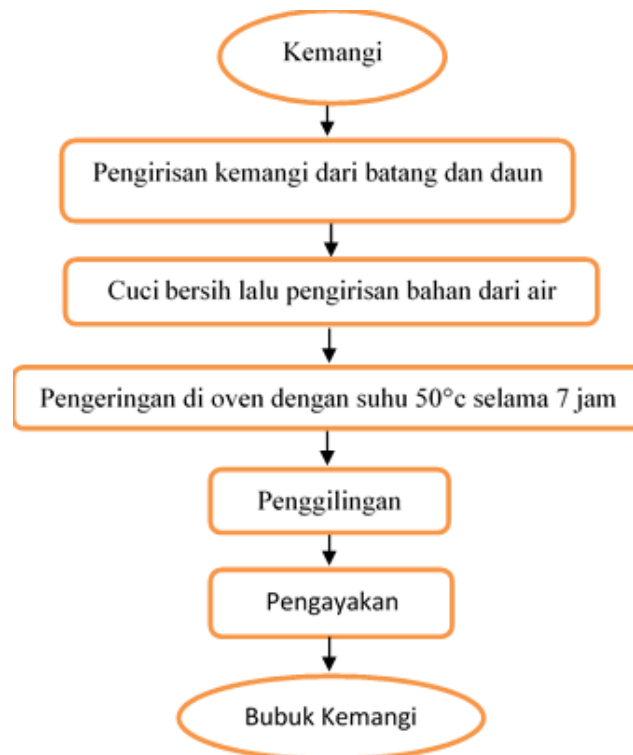 Kemangi
Pengirisan kemangi dari batang dan daun
Cuci bersih lalu pengirisan bahan dari air
Pengeringan di oven dengan suhu 50°c selama 7 jam
Penggilingan
Pengayakan
Bubuk Kemangi